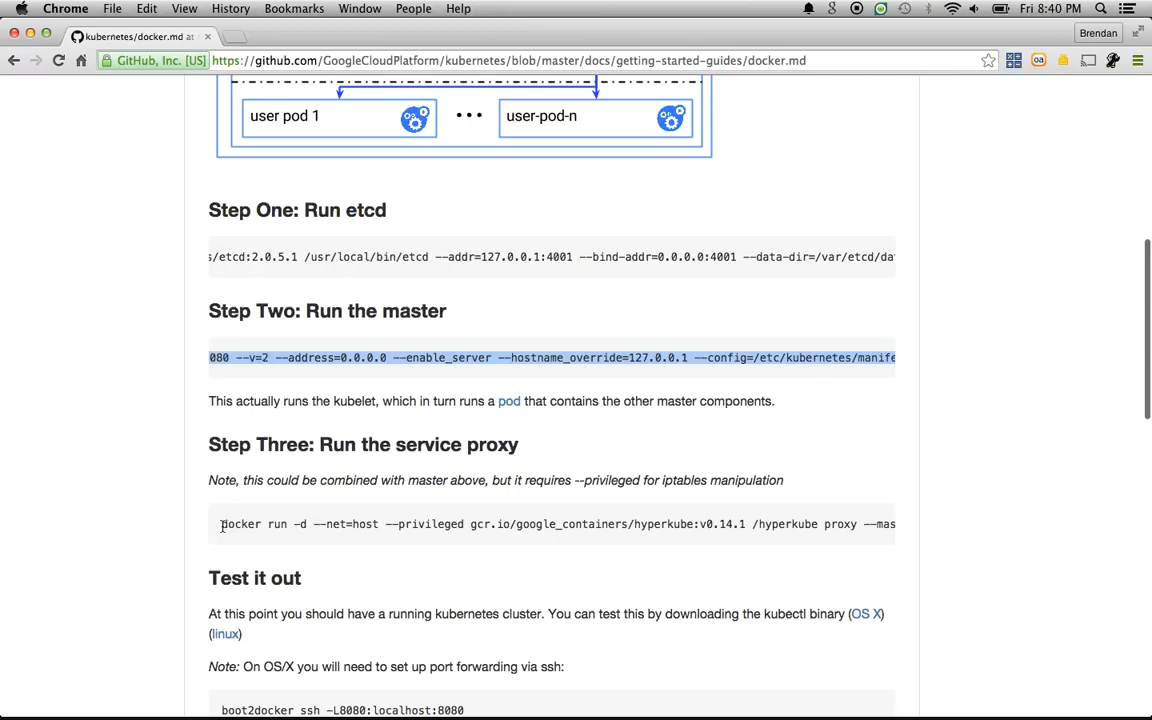 Chrome File Edit View History Bookmarks Window People Help Fri 8:40 PM
kubernetes/docker.md at Brendan
GitHub, Inc. [US] https://github.com/GoogleCloudPlatform/kubernetes/blob/master/docs/getting-started-guides/docker.md
user pod 1 ••• user-pod-n
Step One: Run etcd
s/etcd:2.0.5.1 /usr/local/bin/etcd --addr=127.0.0.1:4001 --bind-addr=0.0.0.0:4001 --data-dir=/var/etcd/da
Step Two: Run the master
080 --v=2 --address=0.0.0.0 --enable_server --hostname_override=127.0.0.1 --config=/etc/kubernetes/manife
This actually runs the kubelet, which in turn runs a pod that contains the other master components.
Step Three: Run the service proxy
Note, this could be combined with master above, but it requires --privileged for iptables manipulation
docker run -d --net=host --privileged gcr.io/google_containers/hyperkube:v0.14.1 /hyperkube proxy --mas
Test it out
At this point you should have a running kubernetes cluster. You can test this by downloading the kubectl binary (OS X)
(linux)
Note: On OS/X you will need to set up port forwarding via ssh:
boot2docker ssh -L8080:localhost:8080